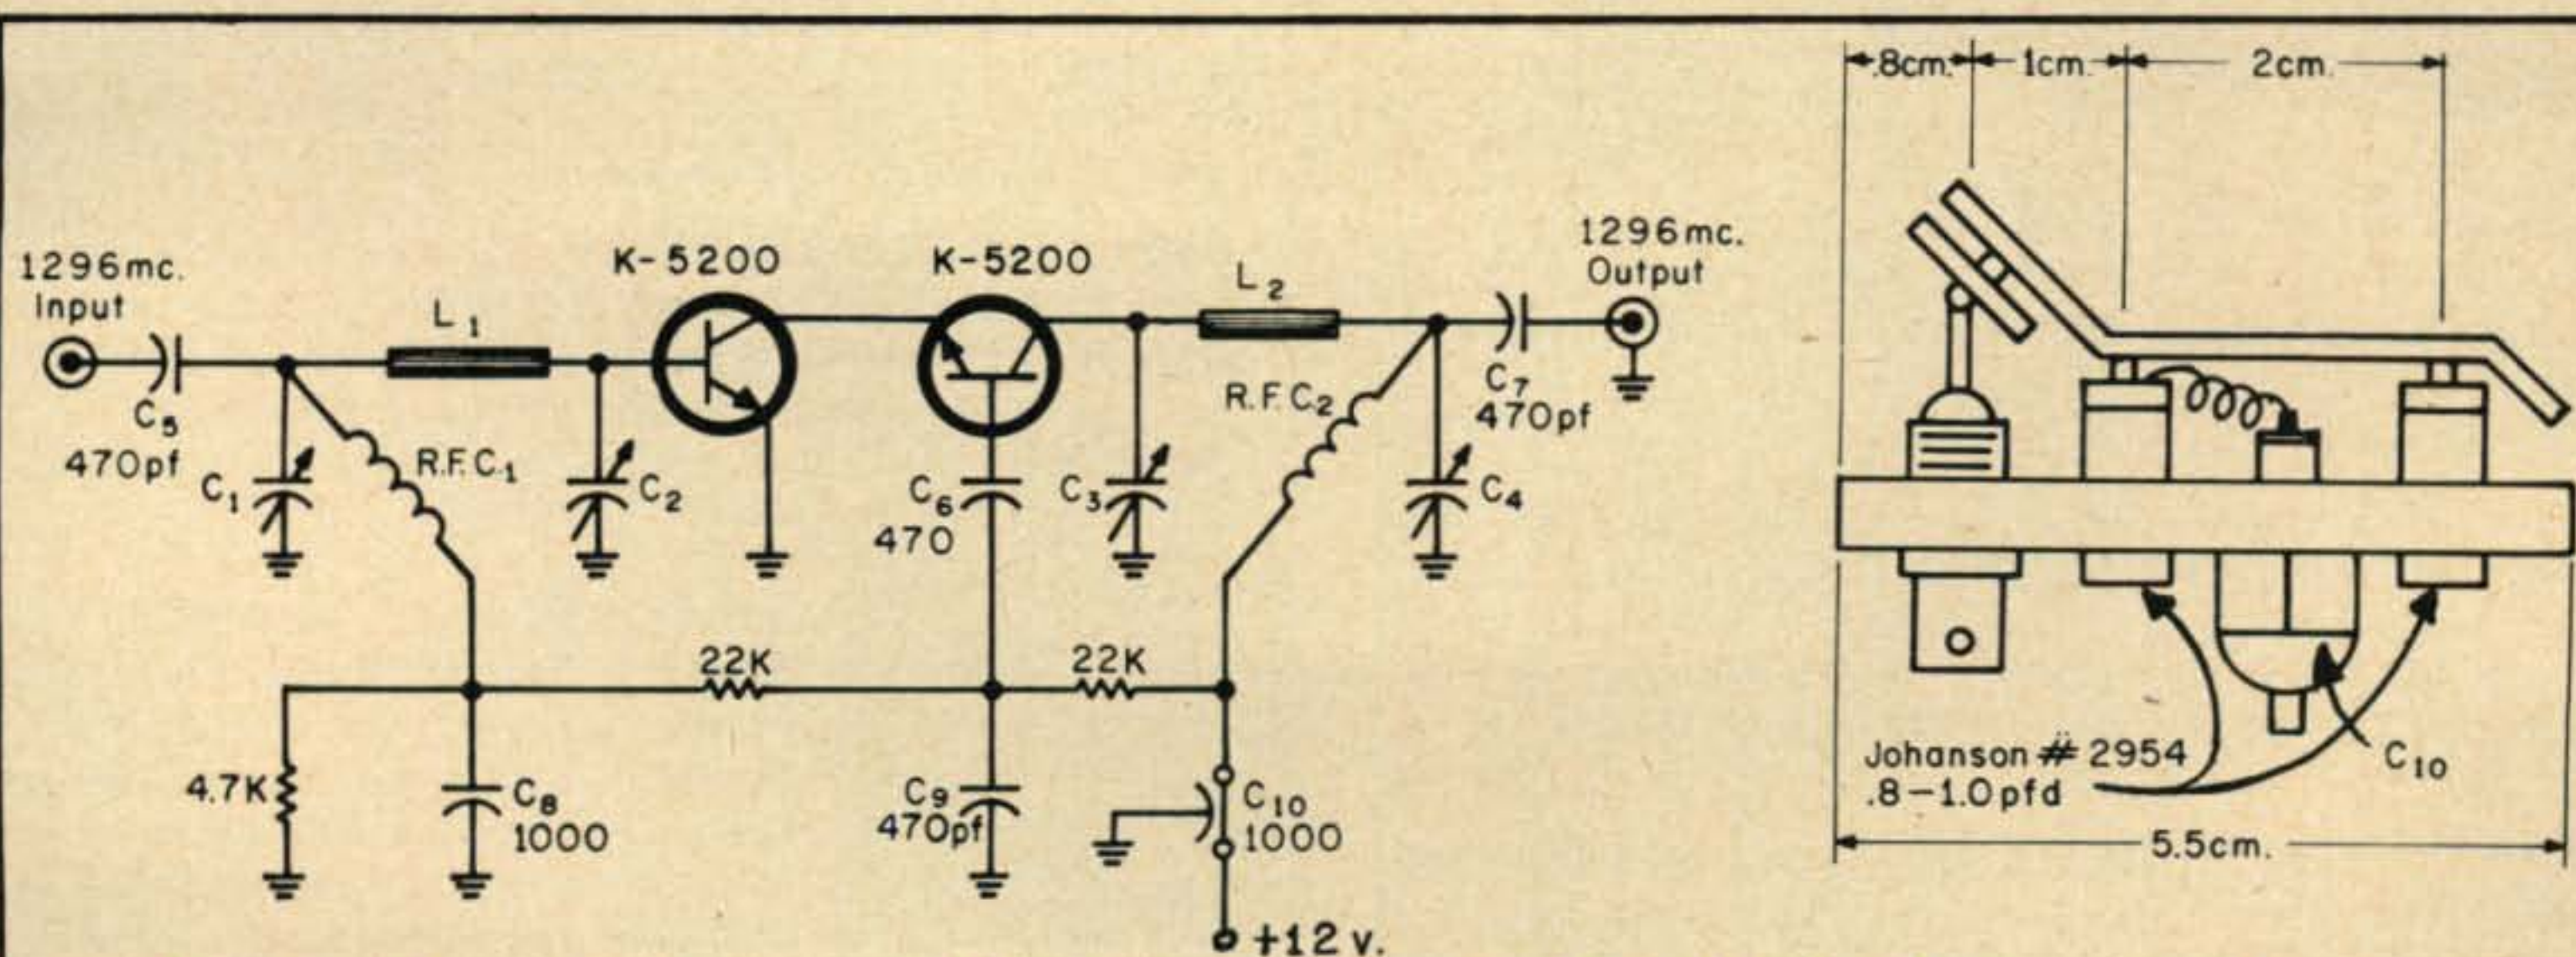 1296mc.
Input
C5
470pf
C1
R.F.C1
L1
C2
K-5200
K-5200
C6
470
C3
L2
R.F.C2
C7
470pf
C4
1296mc.
Output
4.7K
22K
22K
C8
1000
C9
470pf
C10
1000
+12 v.
.8cm.
1cm.
2cm.
Johanson # 2954
.8-1.0pfd
C10
5.5cm.